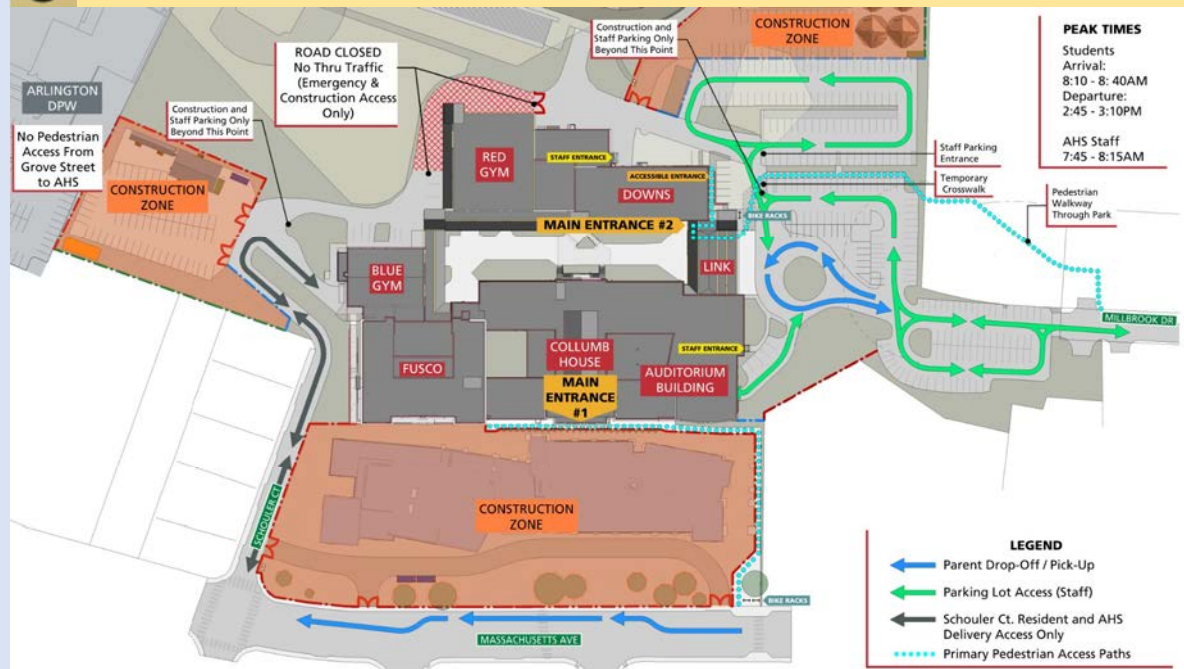 Construction and
Staff Parking Only
Beyond This Point
CONSTRUCTION
ZONE
PEAK TIMES
Students
Arrival:
8:10 - 8: 40AM
Departure:
2:45 - 3:10PM
AHS Staff
7:45 - 8:15AM
ROAD CLOSED
No Thru Traffic
(Emergency &
Construction Access
Only)
ARLINGTON
DPW
Construction and
Staff Parking Only
Beyond This Point
No Pedestrian
Access From
Grove Street
to AHS
CONSTRUCTION
ZONE
RED
GYM
STAFF ENTRANCE
ACCESSIBLE ENTRANCE
DOWNS
Staff Parking
Entrance
Temporary
Crosswalk
Pedestrian
Walkway
Through Park
BIKE RACKS
MAIN ENTRANCE #2
BLUE
GYM
LINK
MILLBROOK DR
FUSCO
COLLUMB
HOUSE
STAFF ENTRANCE
AUDITORIUM
BUILDING
MAIN
ENTRANCE
#1
CONSTRUCTION
ZONE
SCHOULER CT
BIKE RACKS
MASSACHUSETTS AVE
LEGEND
Parent Drop-Off / Pick-Up
Parking Lot Access (Staff)
Schouler Ct. Resident and AHS
Delivery Access Only
Primary Pedestrian Access Paths